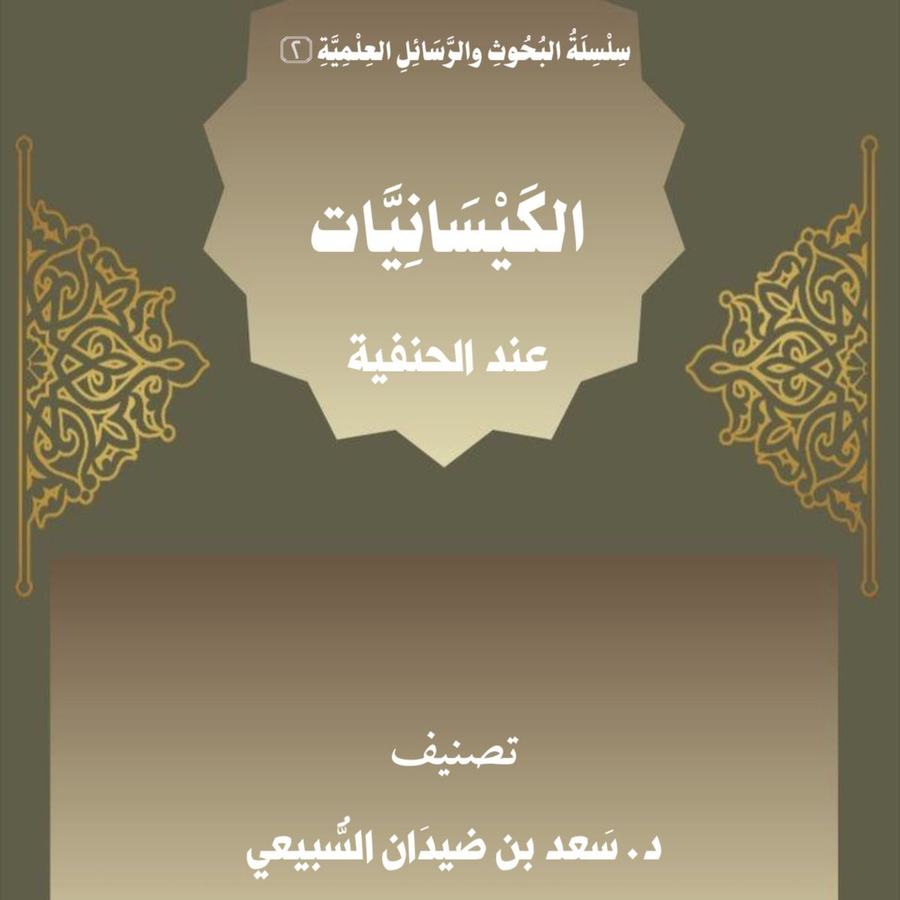 سِلْسِلَةُ البُحُوثِ والرَّسَائِلِ العِلْمِيَّةِ ٢
الكَيْسَانِيَّات
عند الحنفية
تصنيف
د. سَعد بن ضيدَان السُّبيعي